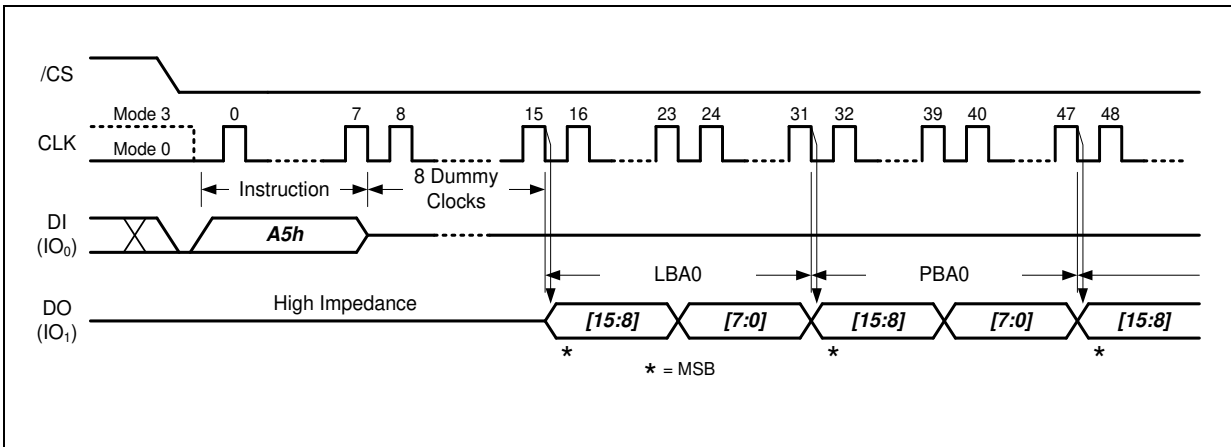 /CS
Mode 3
CLK
Mode 0
0
7
8
15
16
23
24
31
32
39
40
47
48
Instruction
8 Dummy
Clocks
DI
(IO0)
A5h
LBA0
PBA0
DO
(IO1)
High Impedance
[15:8]
[7:0]
[15:8]
[7:0]
[15:8]
*
*
*
* = MSB